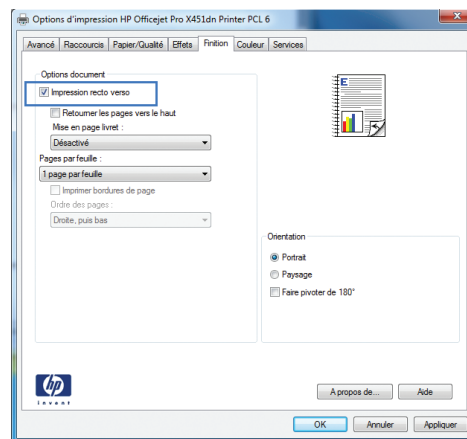 Options d'impression HP Officejet Pro X451dn Printer PCL 6
Avancé Raccourcis Papier/Qualité Effets Finition Couleur Services
Options document
Impression recto verso
Retourner les pages vers le haut
Mise en page livret :
Désactivé
Pages par feuille :
1 page par feuille
Imprimer bordures de page
Ordre des pages :
Droite, puis bas
E
Orientation
Portrait
Paysage
Faire pivoter de 180°
hp
invent
A propos de... Aide
OK Annuler Appliquer